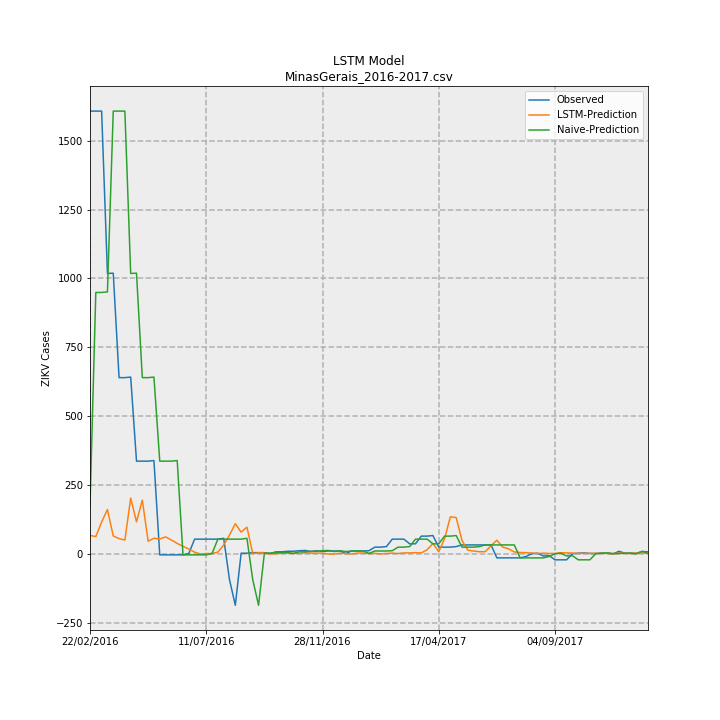 LSTM Model
MinasGerais_2016-2017.csv
Observed
LSTM-Prediction
Naive-Prediction
1500
1250
1000
750
500
250
0
−250
ZIKV Cases
22/02/2016
11/07/2016
28/11/2016
17/04/2017
04/09/2017
Date